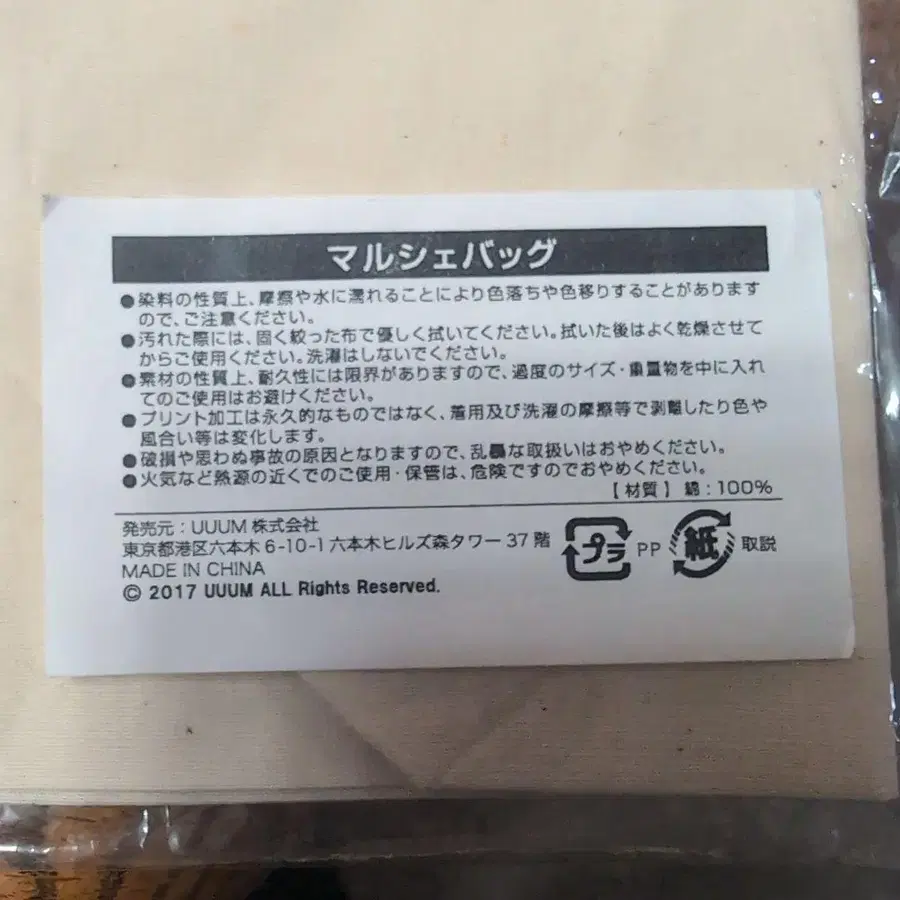 マルシェバッグ
●染料の性質上、摩擦や水に濡れることにより色落ちや色移りすることがあります
ので、ご注意ください。
●汚れた際には、固く絞った布で優しく拭いてください。拭いた後はよく乾燥させて
からご使用ください。洗濯はしないでください。
●素材の性質上、耐久性には限界がありますので、過度のサイズ・重量物を中に入れ
てのご使用はお避けください。
●プリント加工は永久的なものではなく、着用及び洗濯の摩擦等で剥離したり色や
風合い等は変化します。
●破損や思わぬ事故の原因となりますので、乱暴な取扱いはおやめください。
●火気など熱源の近くでのご使用・保管は、危険ですのでおやめください。
【材質】綿：100%
発売元：UUUM 株式会社
東京都港区六本木 6-10-1 六本木ヒルズ森タワー 37 階
MADE IN CHINA
© 2017 UUUM ALL Rights Reserved.
プラ PP 紙 取説